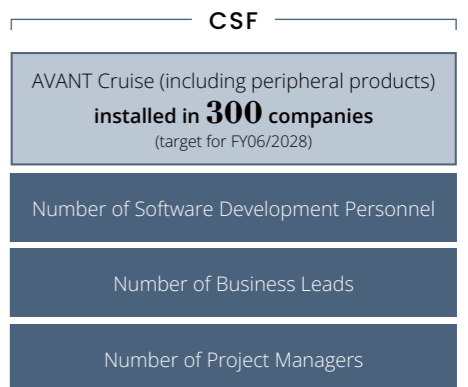 CSF
AVANT Cruise (including peripheral products)
installed in 300 companies
(target for FY06/2028)
Number of Software Development Personnel
Number of Business Leads
Number of Project Managers